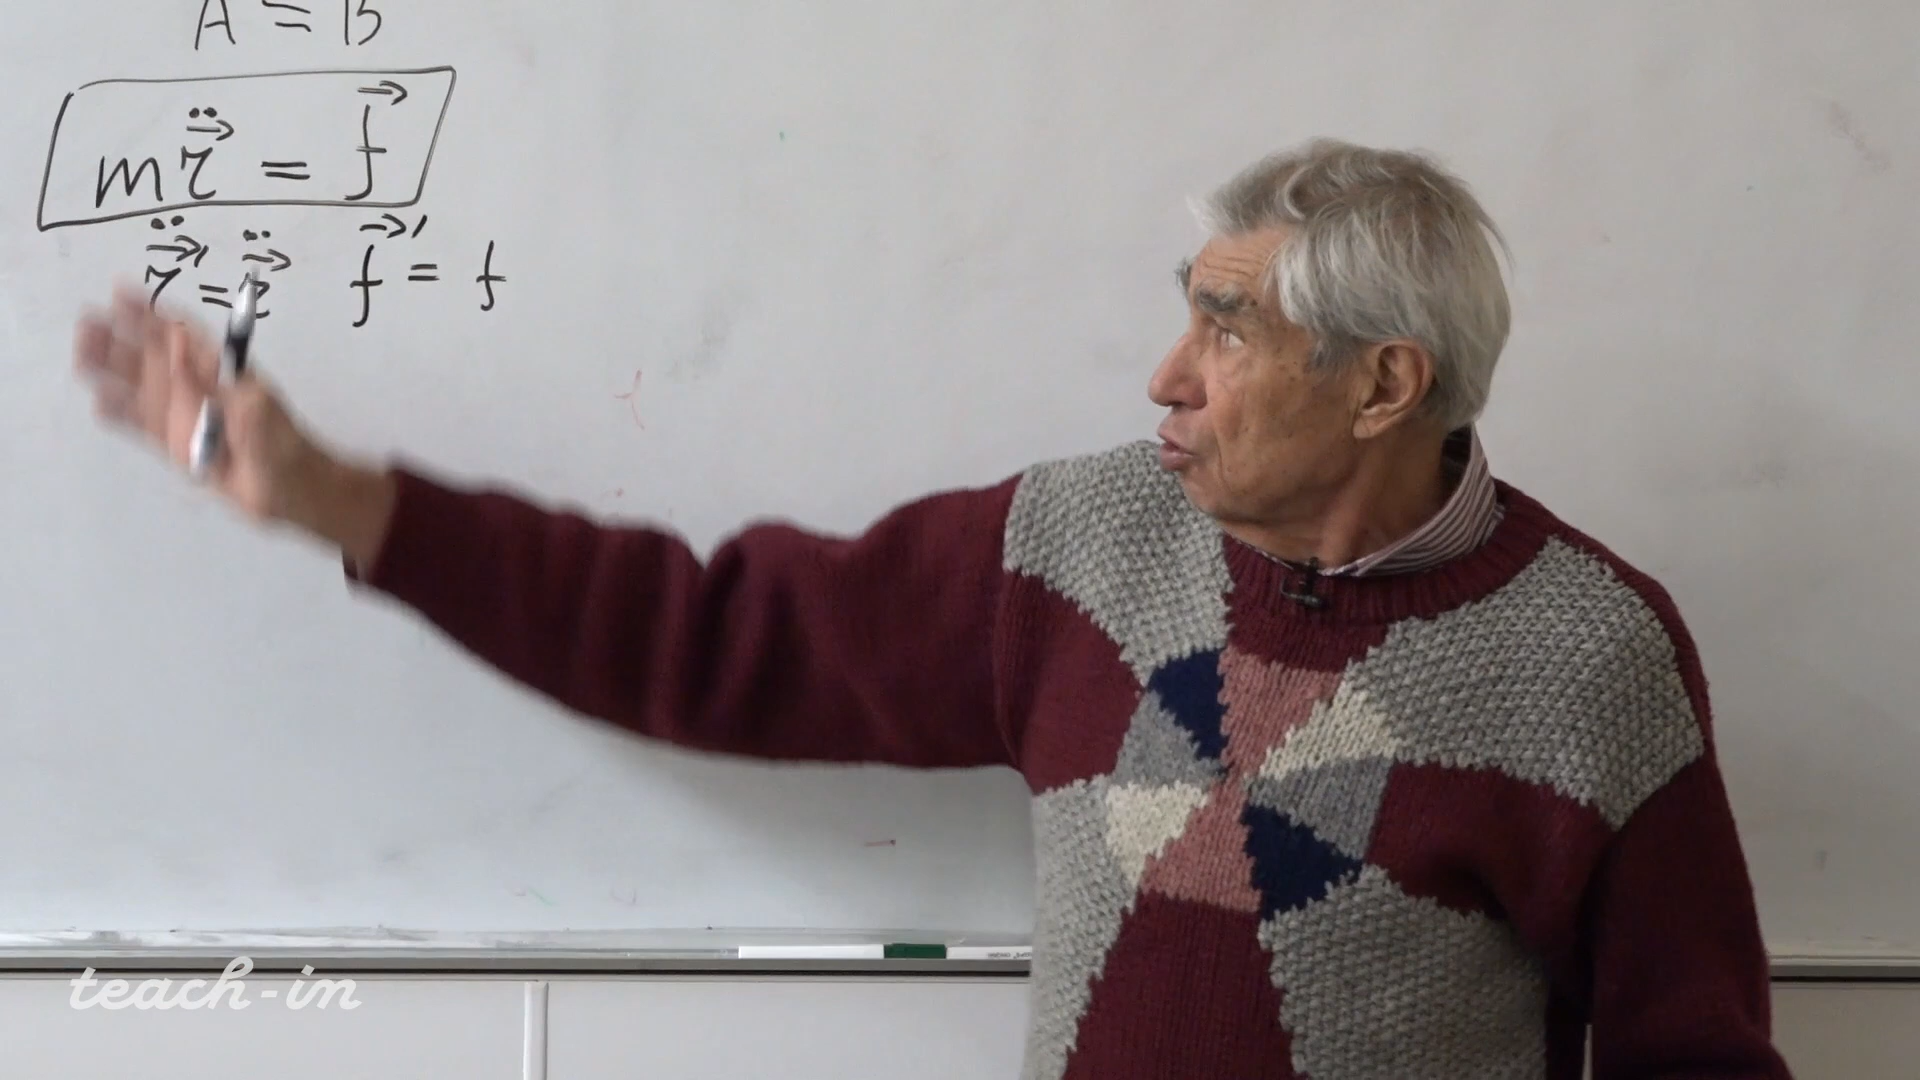 A = B
m r̈⃗ = f⃗
r̈⃗′ = r̈⃗   f⃗′ = f
teach-in